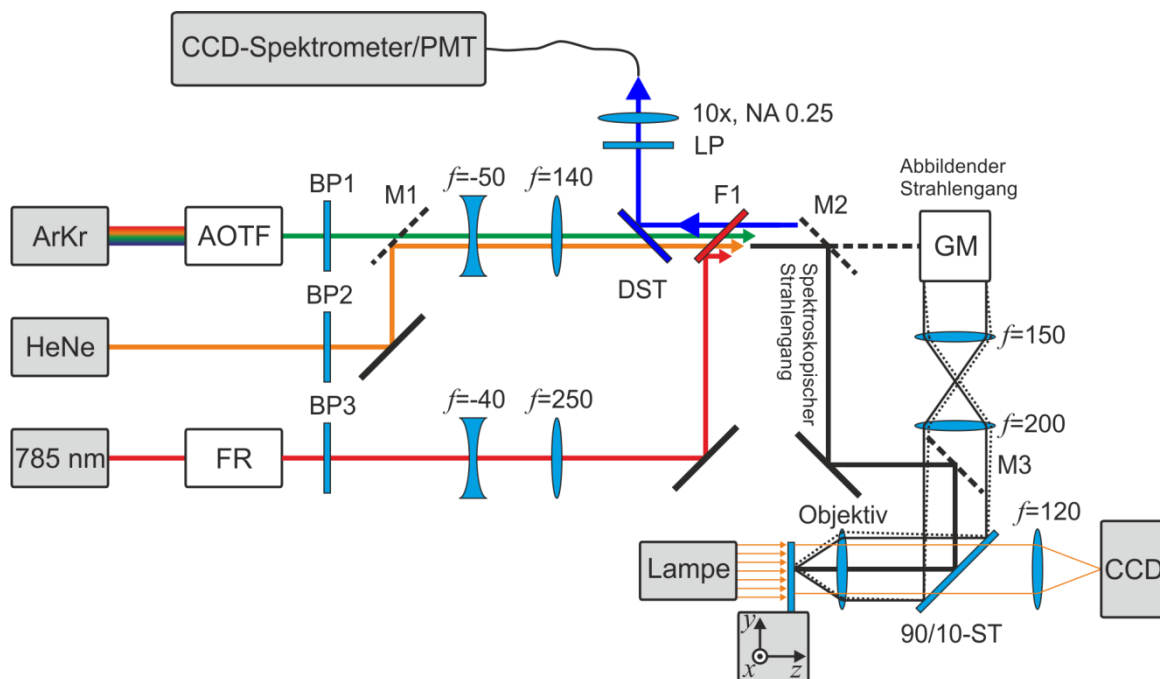 CCD-Spektrometer/PMT
10x, NA 0.25
LP
Abbildender
Strahlengang
BP1
M1
f=-50
f=140
F1
M2
ArKr
AOTF
GM
DST
Spektroskopischer
Strahlengang
BP2
HeNe
f=150
BP3
f=-40
f=250
f=200
785 nm
FR
M3
Objektiv
f=120
Lampe
CCD
90/10-ST
y
x
z